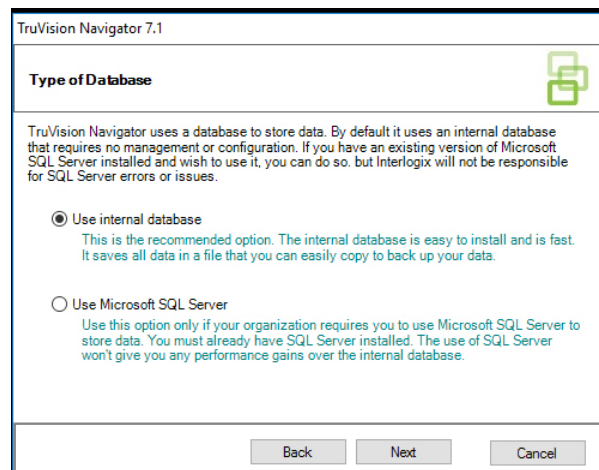 TruVision Navigator 7.1
Type of Database
TruVision Navigator uses a database to store data. By default it uses an internal database
that requires no management or configuration. If you have an existing version of Microsoft
SQL Server installed and wish to use it, you can do so. but Interlogix will not be responsible
for SQL Server errors or issues.
Use internal database
This is the recommended option. The internal database is easy to install and is fast.
It saves all data in a file that you can easily copy to back up your data.
Use Microsoft SQL Server
Use this option only if your organization requires you to use Microsoft SQL Server to
store data. You must already have SQL Server installed. The use of SQL Server
won't give you any performance gains over the internal database.
Back Next Cancel